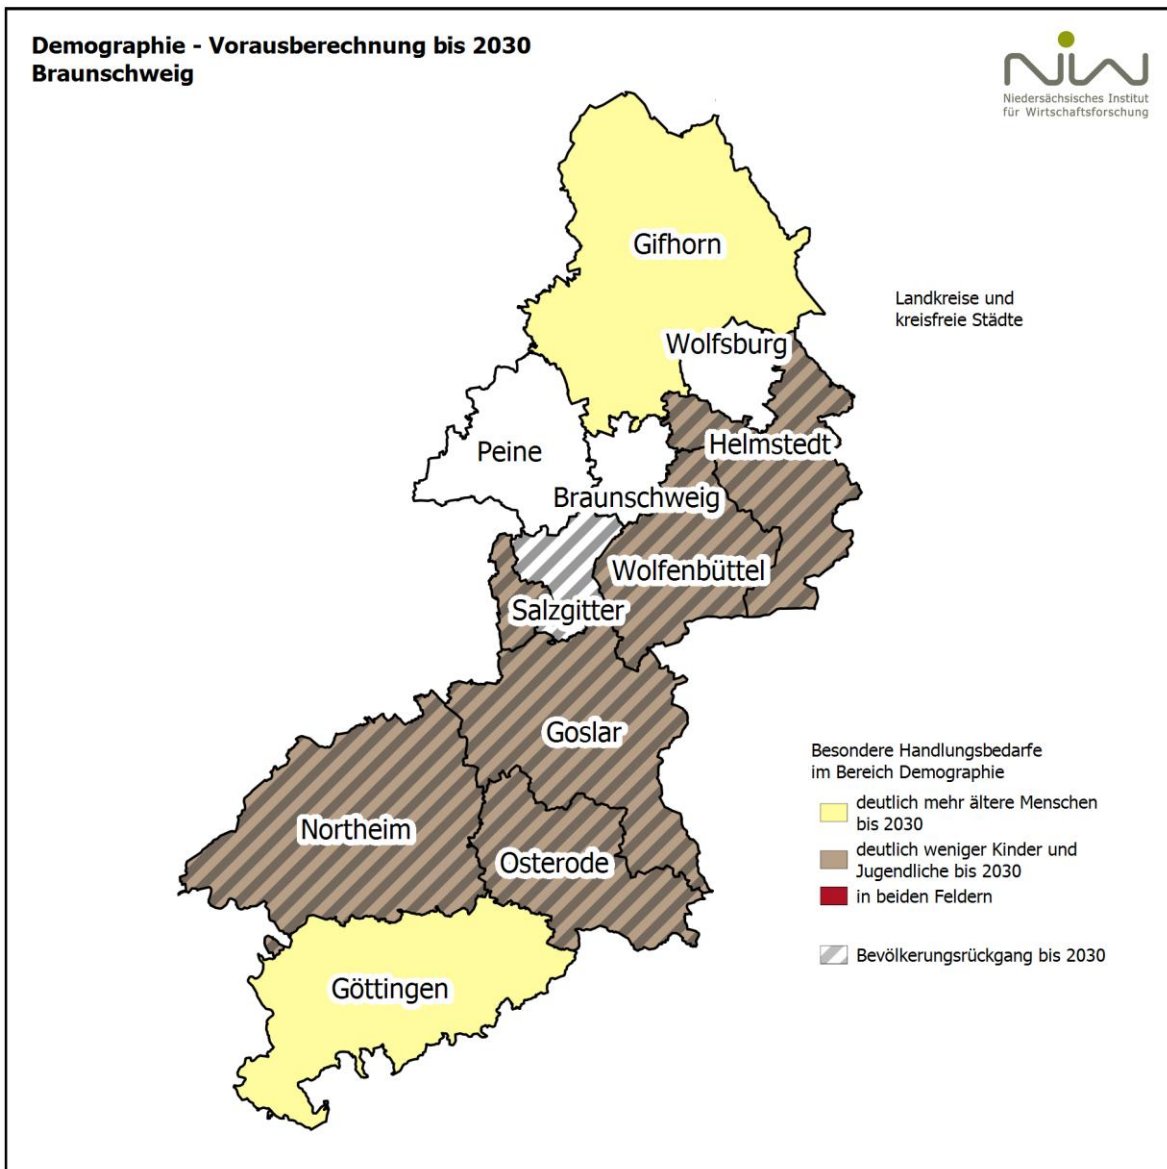 Demographie - Vorausberechnung bis 2030
Braunschweig
NIW
Niedersächsisches Institut
für Wirtschaftsforschung
Gifhorn
Landkreise und
kreisfreie Städte
Wolfsburg
Helmstedt
Peine
Braunschweig
Wolfenbüttel
Salzgitter
Goslar
Northeim
Osterode
Göttingen
Besondere Handlungsbedarfe
im Bereich Demographie
deutlich mehr ältere Menschen
bis 2030
deutlich weniger Kinder und
Jugendliche bis 2030
in beiden Feldern
Bevölkerungsrückgang bis 2030